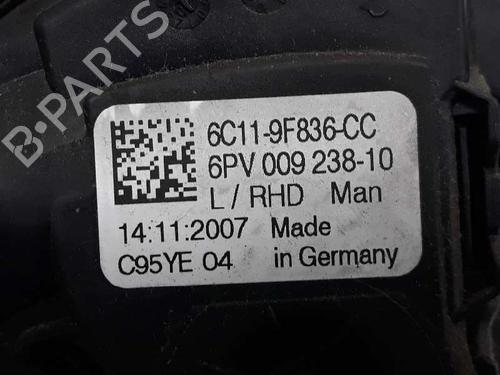 B-PARTS
6C11-9F836-CC
6PV 009 238-10
L / RHD Man
14:11:2007 Made
C95YE 04 in Germany